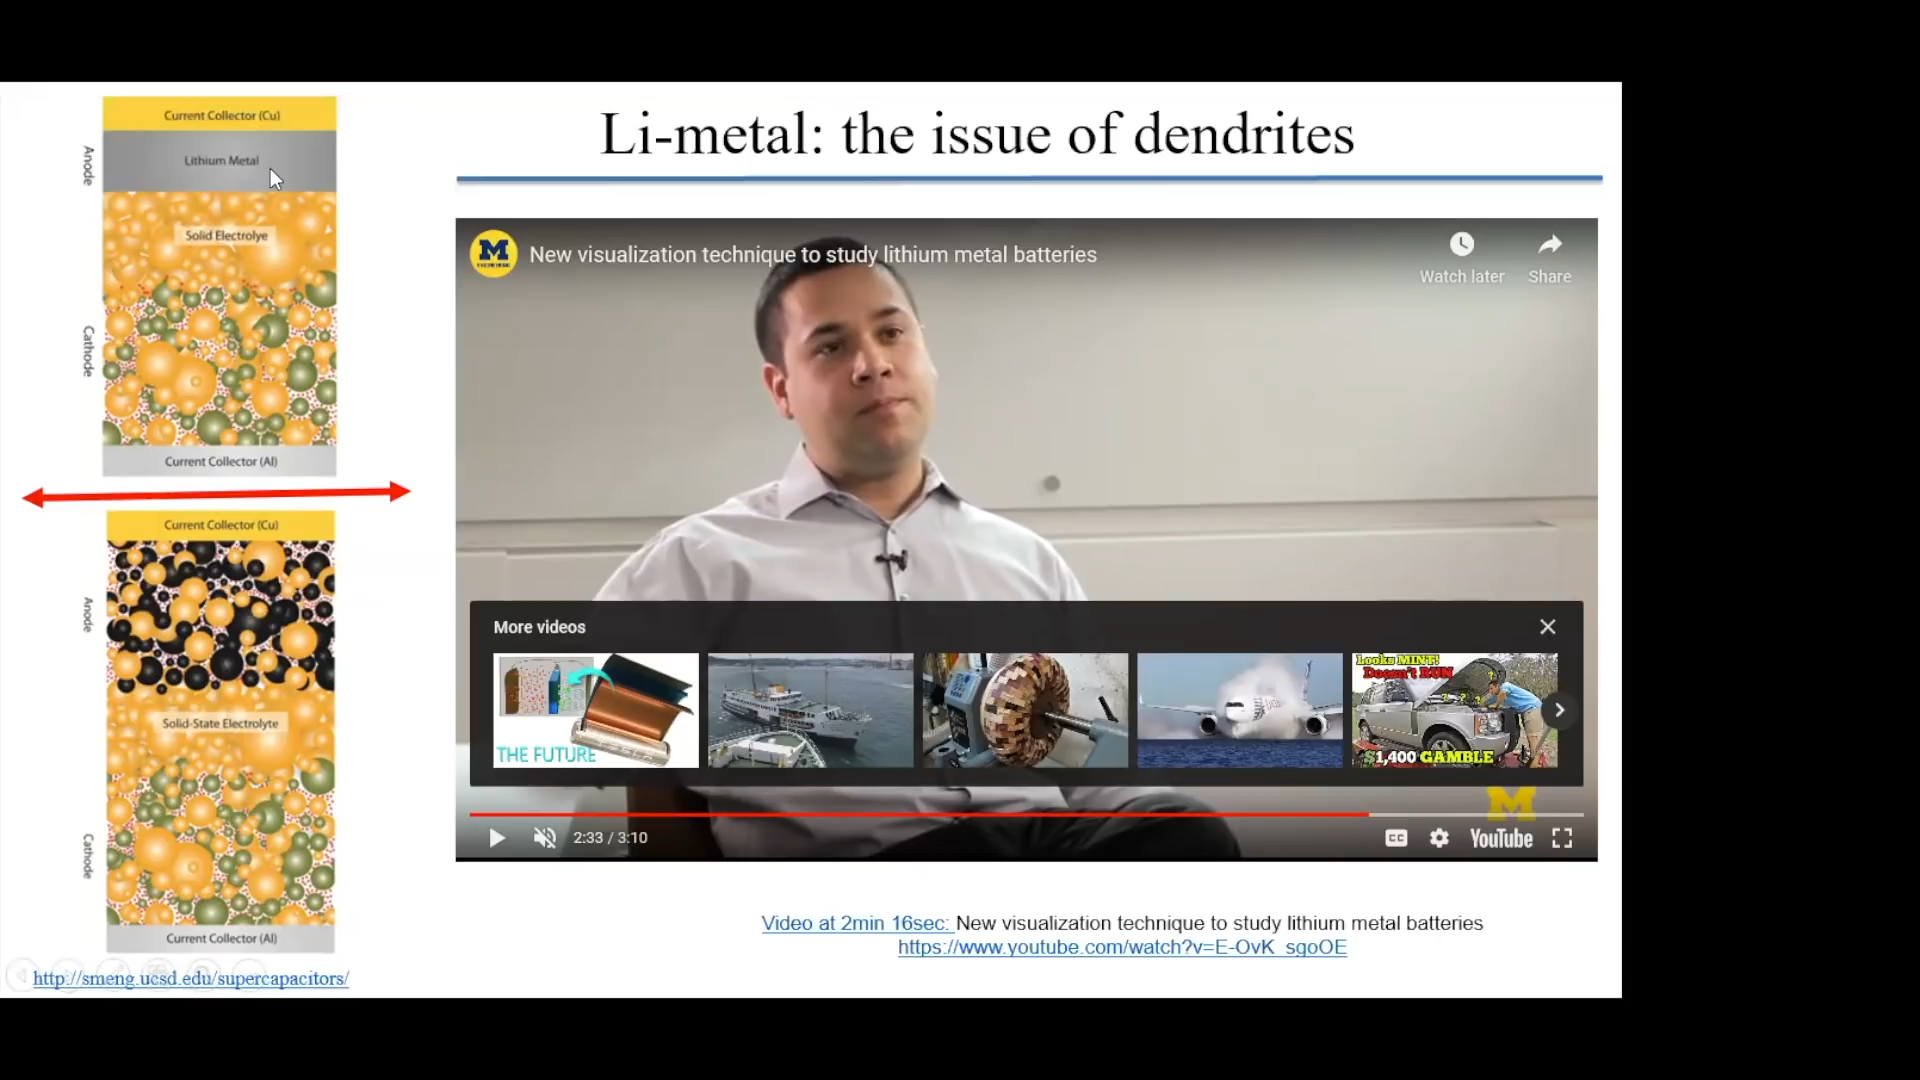 Li-metal: the issue of dendrites
Current Collector (Cu)
Anode
Lithium Metal
Solid Electrolye
Cathode
Current Collector (Al)
Current Collector (Cu)
Anode
Solid-State Electrolyte
Cathode
Current Collector (Al)
http://smeng.ucsd.edu/supercapacitors/
M
New visualization technique to study lithium metal batteries
Watch later
Share
More videos
THE FUTURE
Looks MINT!
Doesn't RUN
$1,400 GAMBLE
M
2:33 / 3:10
CC
YouTube
Video at 2min 16sec: New visualization technique to study lithium metal batteries
https://www.youtube.com/watch?v=E-OvK_sgoOE